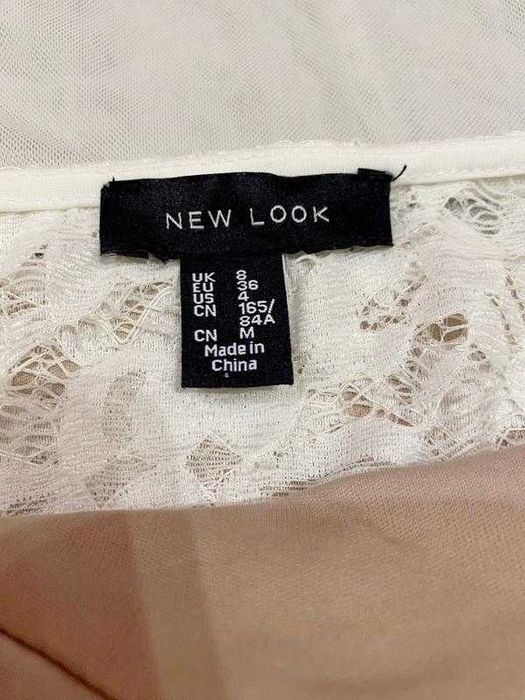 NEW LOOK
UK 8
EU 36
US 4
CN 165/
84A
CN M
Made in
China